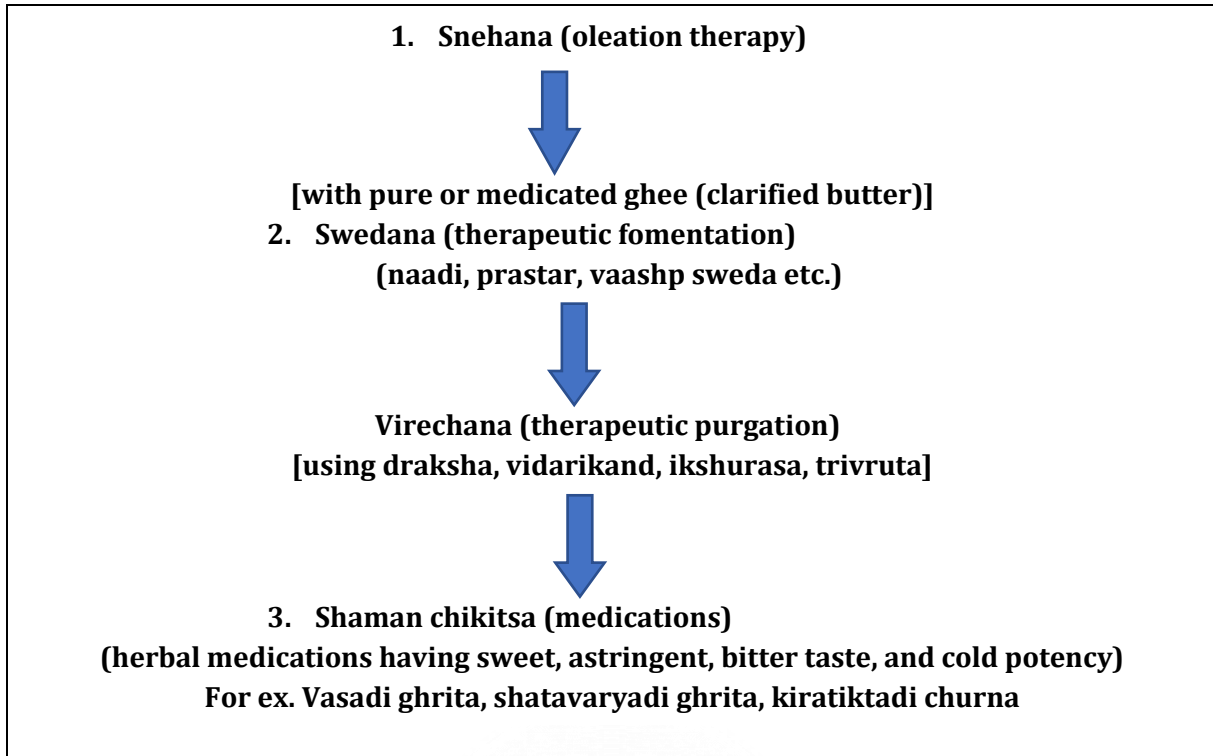 1. Snehana (oleation therapy)
[with pure or medicated ghee (clarified butter)]
2. Swedana (therapeutic fomentation)
(naadi, prastar, vaashp sweda etc.)
Virechana (therapeutic purgation)
[using draksha, vidarikand, ikshurasa, trivruta]
3. Shaman chikitsa (medications)
(herbal medications having sweet, astringent, bitter taste, and cold potency)
For ex. Vasadi ghrita, shatavaryadi ghrita, kiratiktadi churna